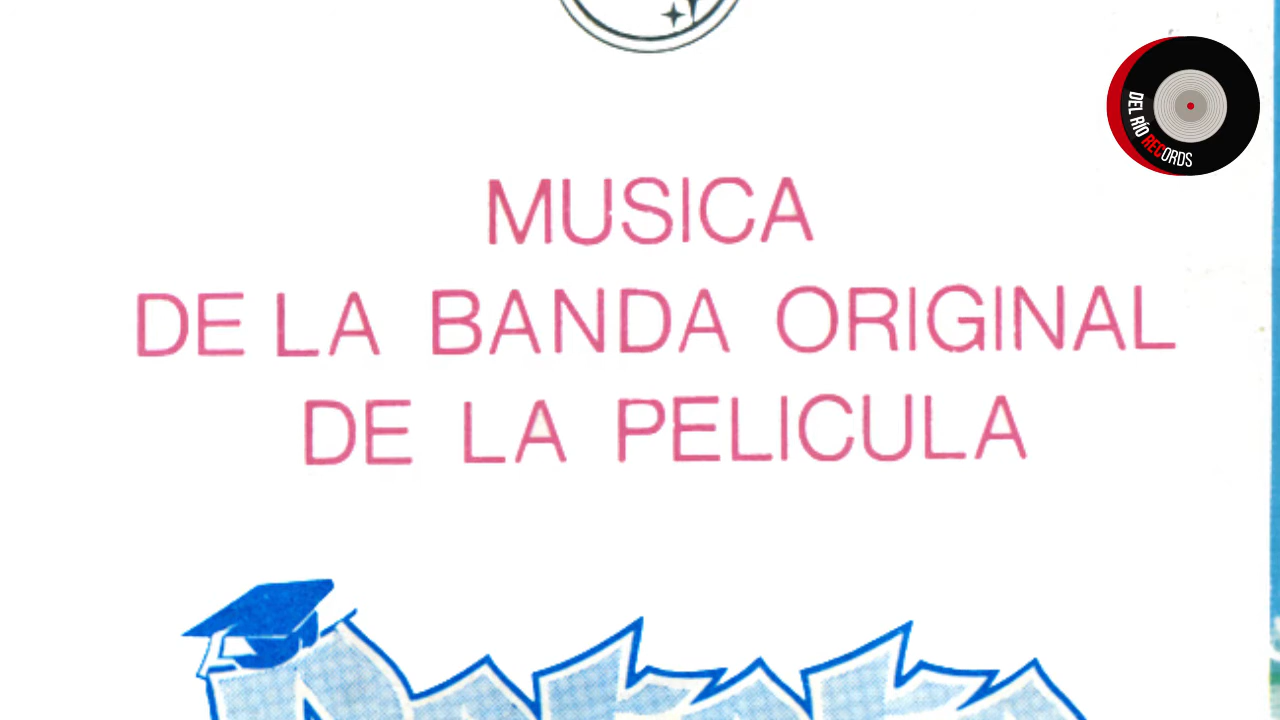 DEL RÍO RECORDS
MUSICA
DE LA BANDA ORIGINAL
DE LA PELICULA